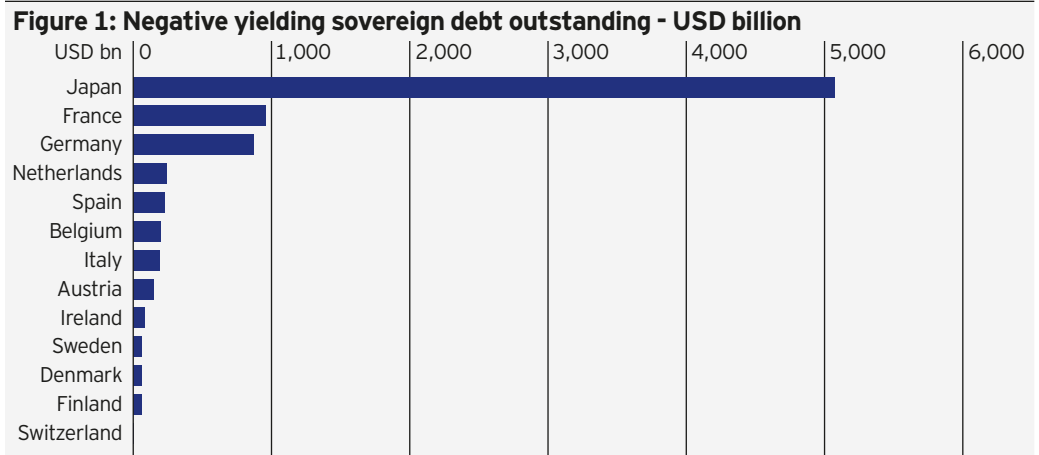 Figure 1: Negative yielding sovereign debt outstanding - USD billion
USD bn 0 1,000 2,000 3,000 4,000 5,000 6,000
Japan
France
Germany
Netherlands
Spain
Belgium
Italy
Austria
Ireland
Sweden
Denmark
Finland
Switzerland